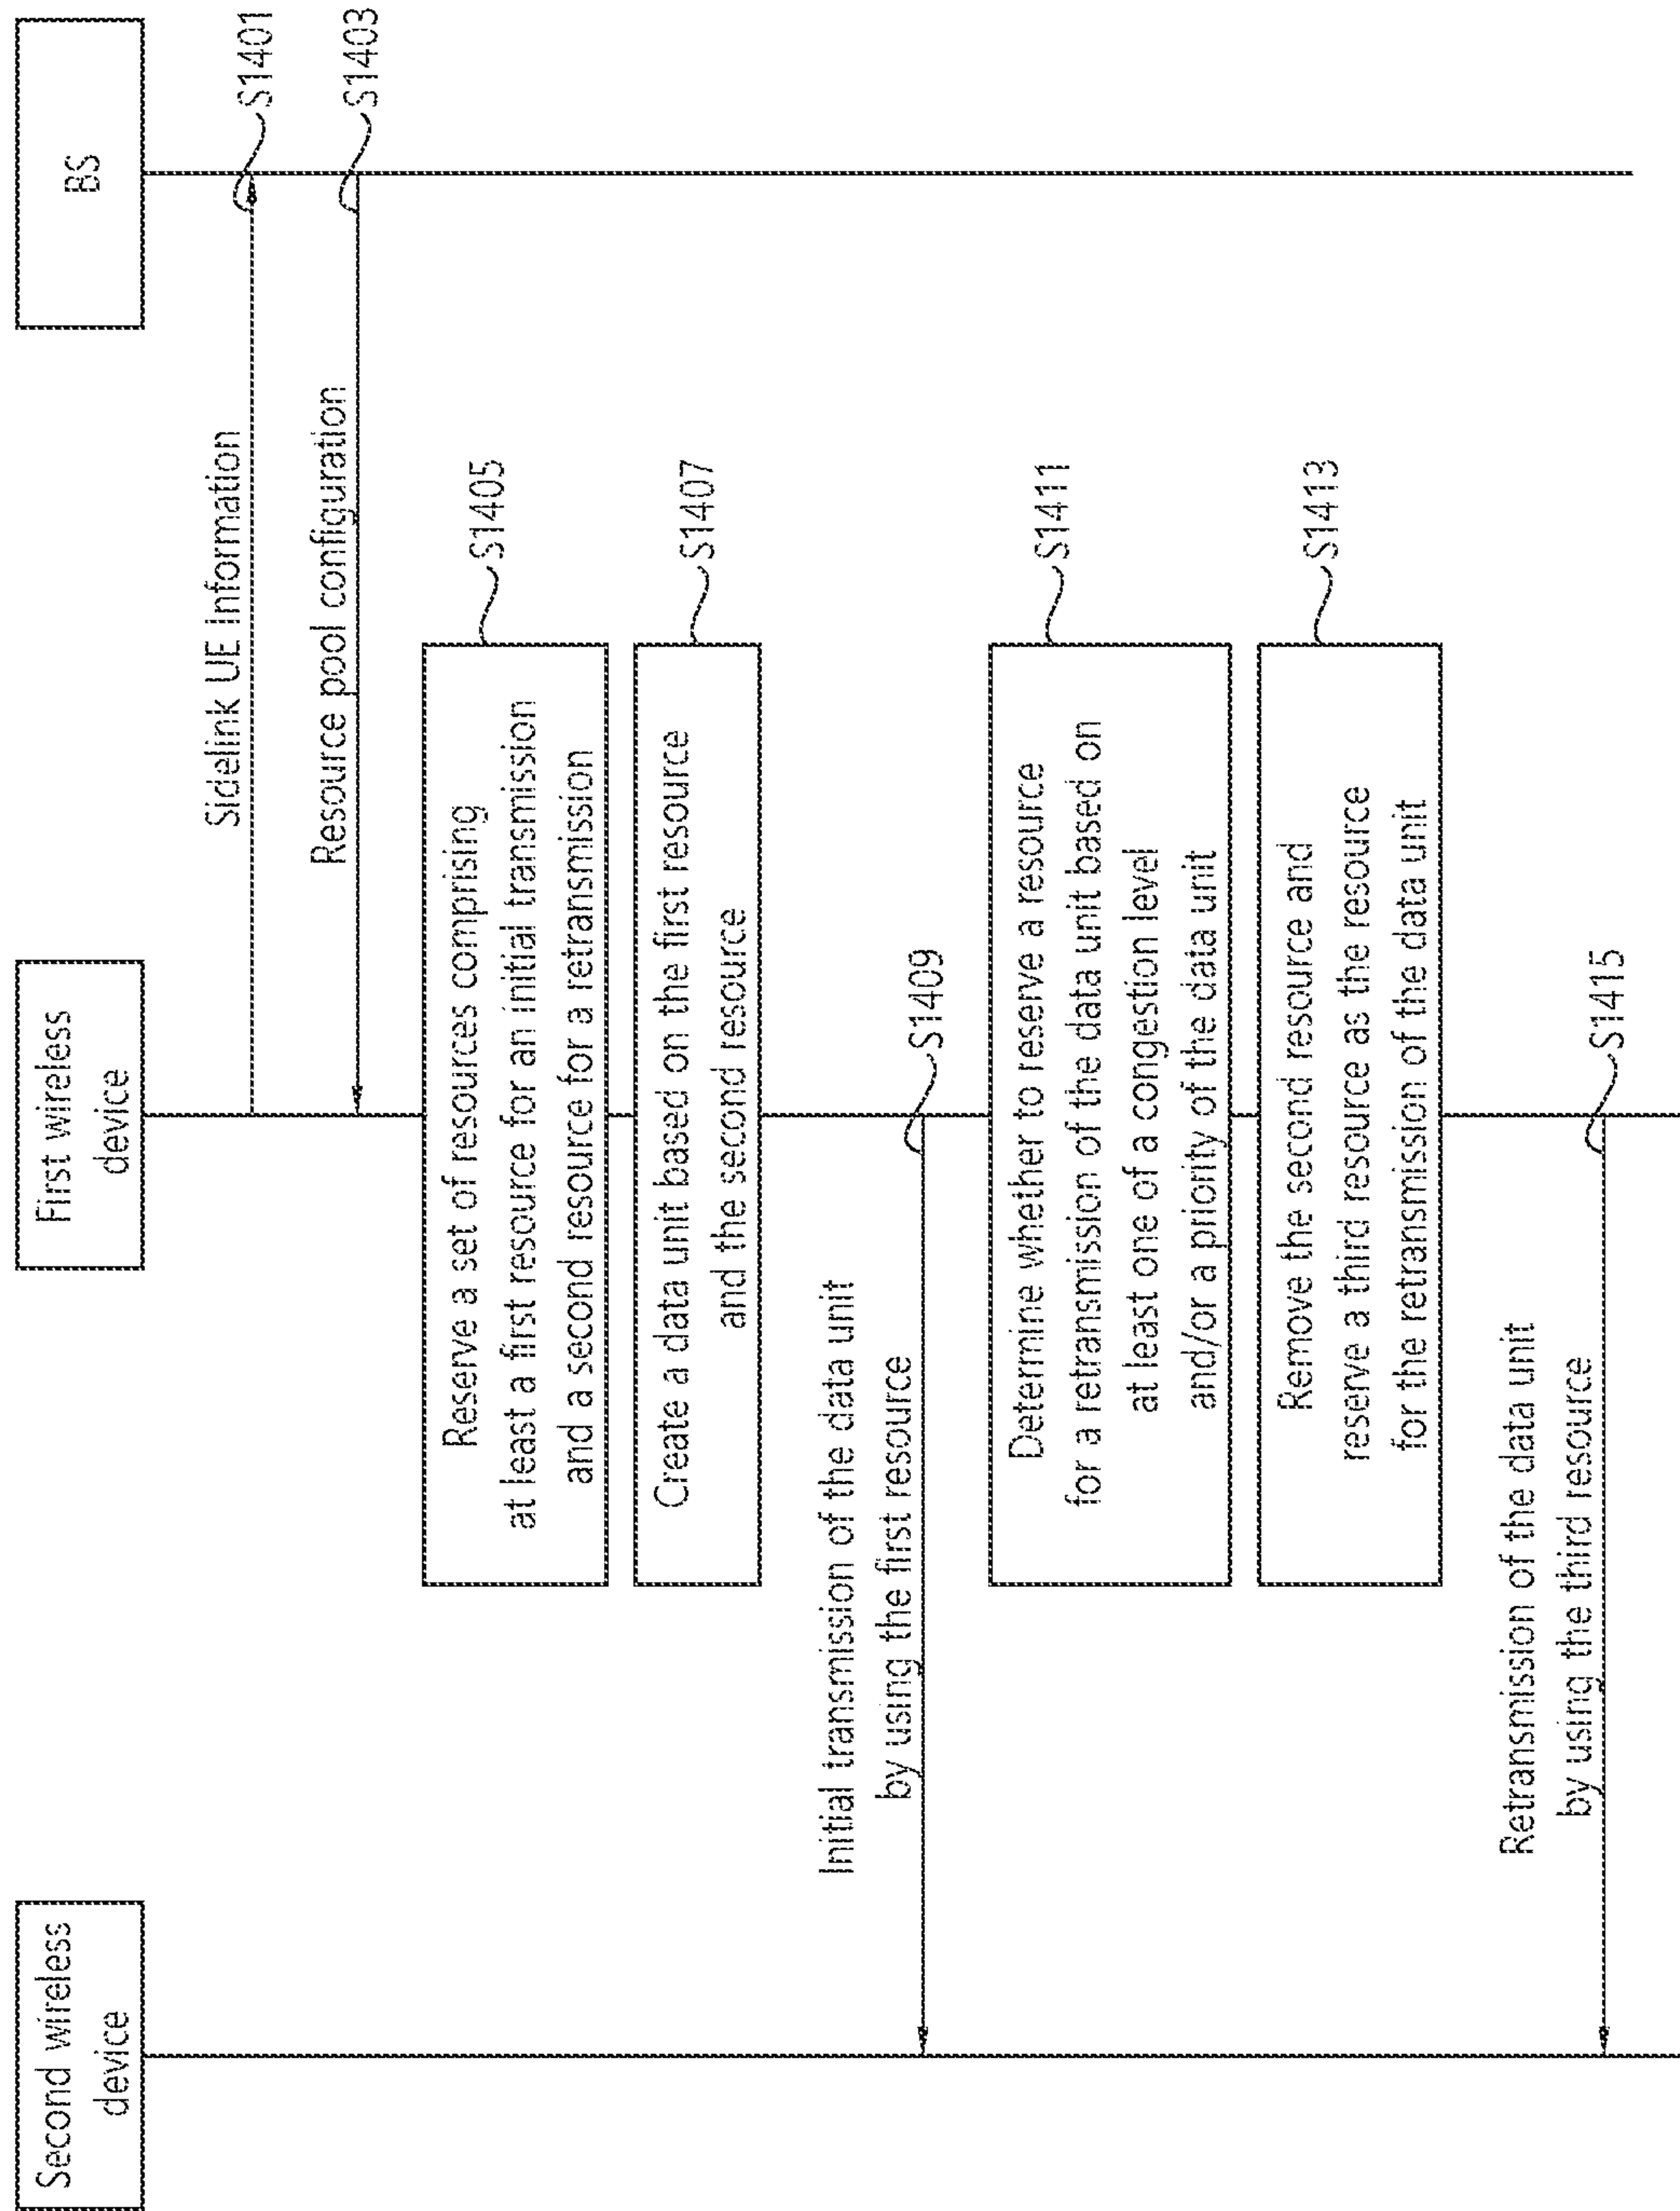 Second wireless
device
First wireless
device
BS
Sidelink UE Information
S1401
Resource pool configuration
S1403
Reserve a set of resources comprising
at least a first resource for an initial transmission
and a second resource for a retransmission
S1405
Create a data unit based on the first resource
and the second resource
S1407
Initial transmission of the data unit
by using the first resource
S1409
Determine whether to reserve a resource
for a retransmission of the data unit based on
at least one of a congestion level
and/or a priority of the data unit
S1411
Remove the second resource and
reserve a third resource as the resource
for the retransmission of the data unit
S1413
Retransmission of the data unit
by using the third resource
S1415